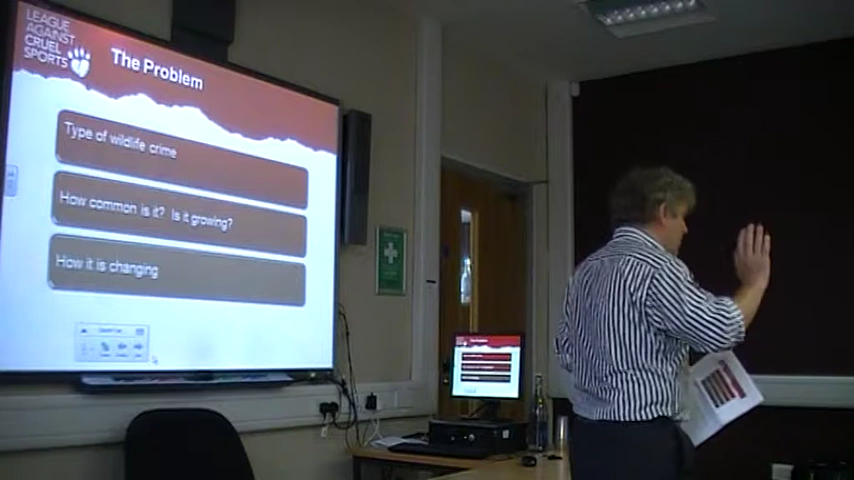 LEAGUE
AGAINST
CRUEL
SPORTS
The Problem
Type of wildlife crime
How common is it? Is it growing?
How it is changing